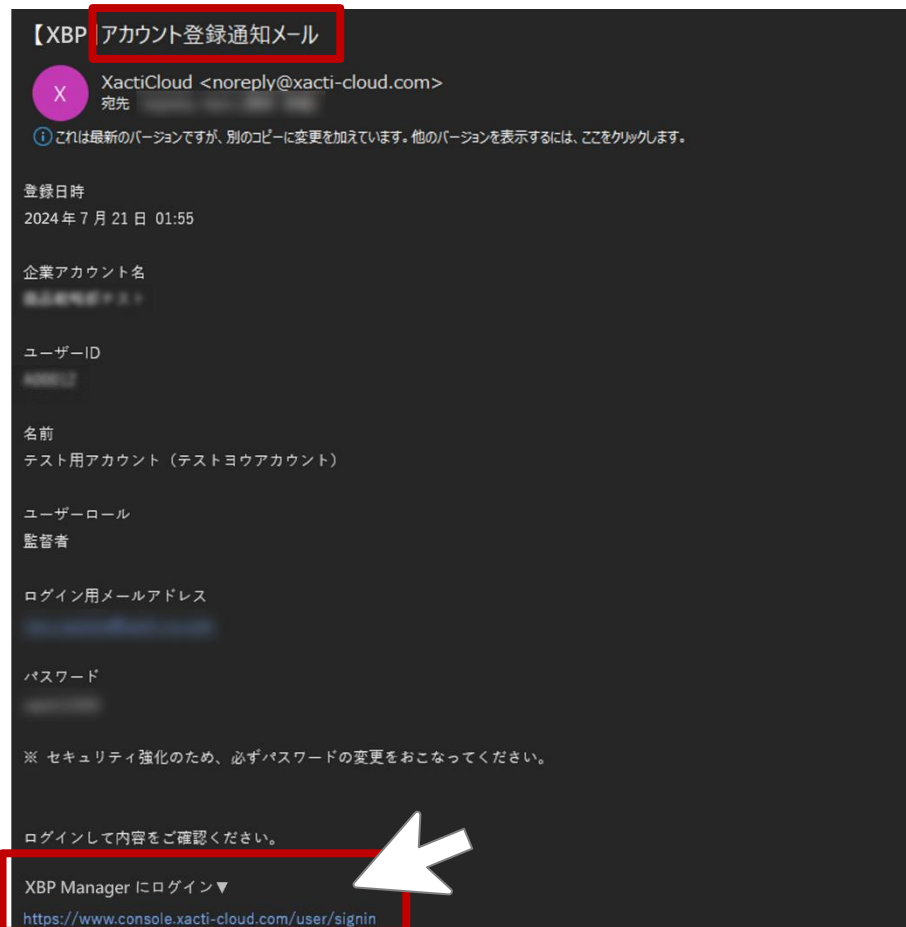 【XBP】アカウント登録通知メール
X
XactiCloud <noreply@xacti-cloud.com>
宛先
これは最新のバージョンですが、別のコピーに変更を加えています。他のバージョンを表示するには、ここをクリックします。
登録日時
2024年7月21日 01:55
企業アカウント名
ユーザーID
名前
テスト用アカウント（テストヨウアカウント）
ユーザーロール
監督者
ログイン用メールアドレス
パスワード
※ セキュリティ強化のため、必ずパスワードの変更をおこなってください。
ログインして内容をご確認ください。
XBP Manager にログイン▼
https://www.console.xacti-cloud.com/user/signin